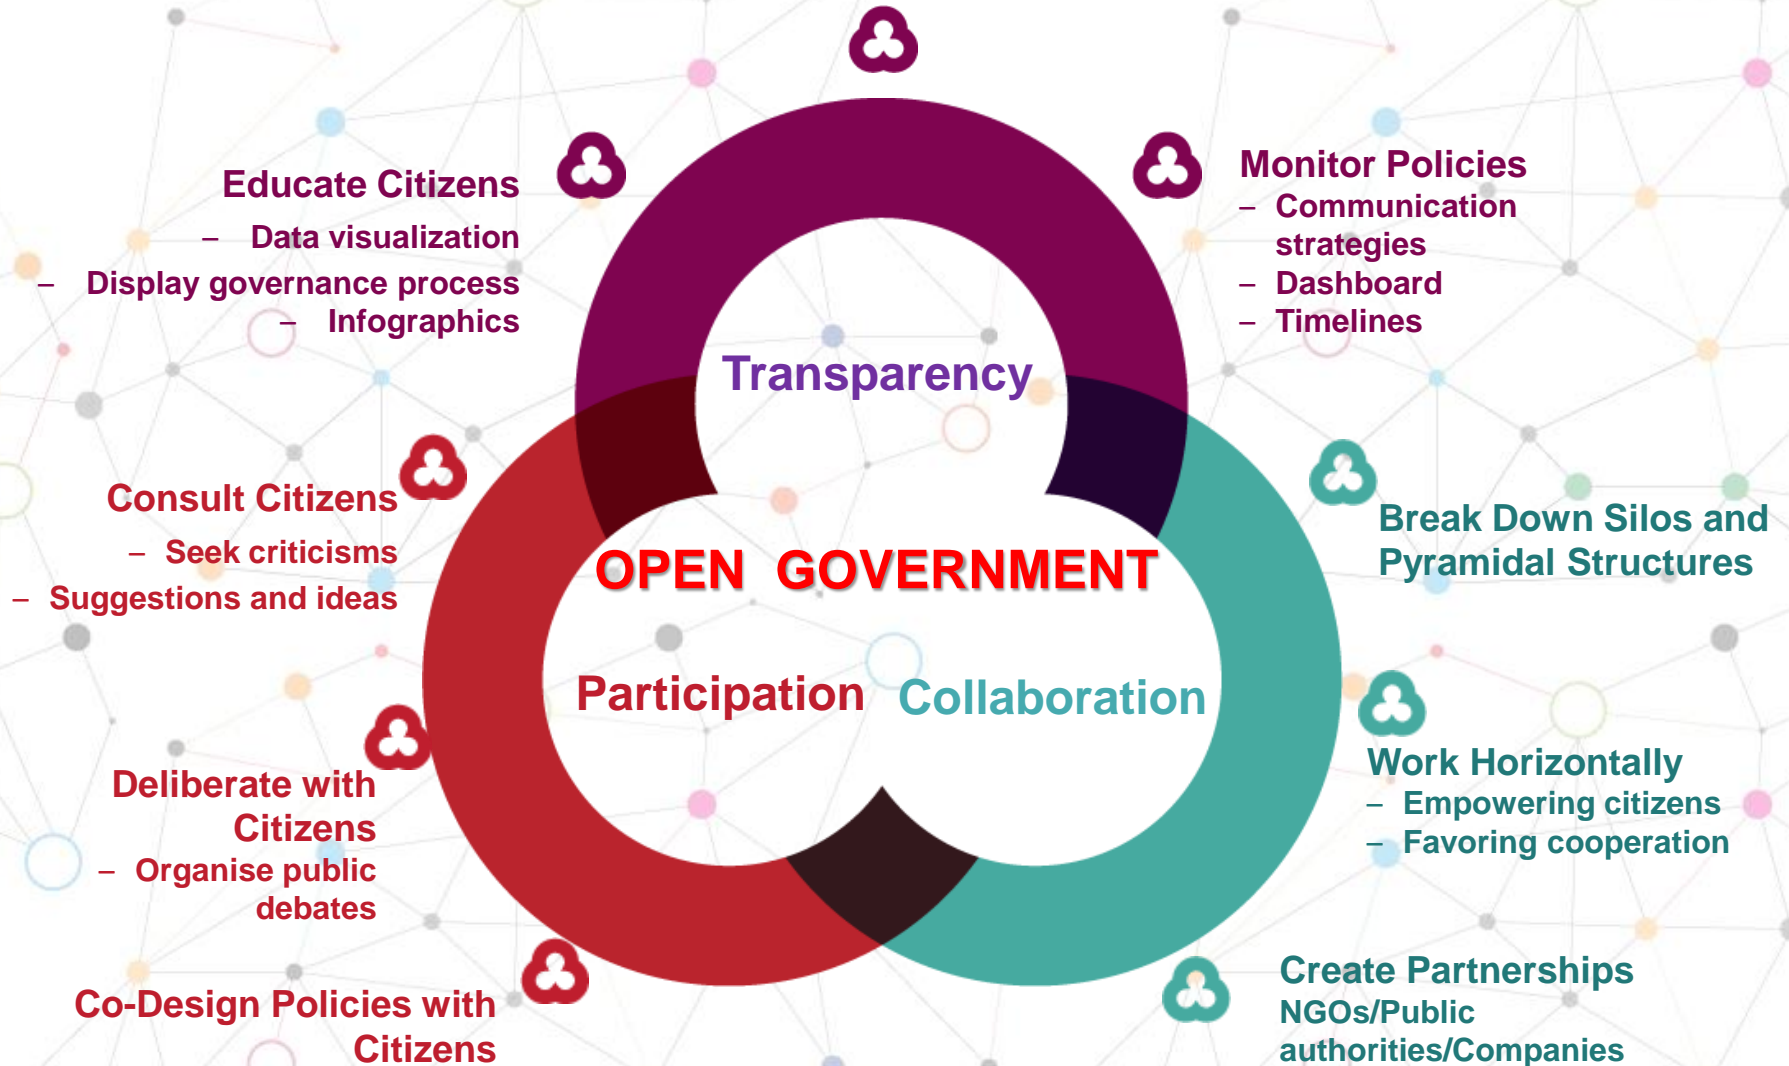 Educate Citizens
– Data visualization
– Display governance process
– Infographics
Monitor Policies
– Communication
strategies
– Dashboard
– Timelines
Transparency
Consult Citizens
– Seek criticisms
– Suggestions and ideas
OPEN GOVERNMENT
Break Down Silos and
Pyramidal Structures
Participation
Collaboration
Deliberate with
Citizens
– Organise public
debates
Work Horizontally
– Empowering citizens
– Favoring cooperation
Co-Design Policies with
Citizens
Create Partnerships
NGOs/Public
authorities/Companies